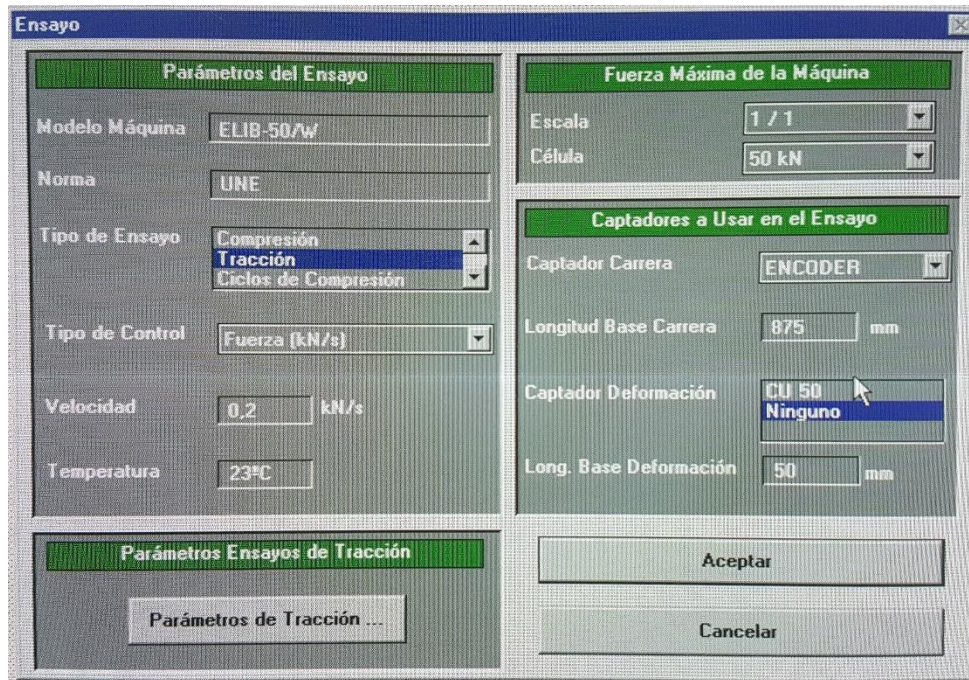 Ensayo
Parámetros del Ensayo
Modelo Máquina ELIB-50/W
Norma UNE
Tipo de Ensayo
Compresión
Tracción
Ciclos de Compresión
Tipo de Control Fuerza (kN/s)
Velocidad 0,2 kN/s
Temperatura 23ºC
Parámetros Ensayos de Tracción
Parámetros de Tracción ...
Fuerza Máxima de la Máquina
Escala 1 / 1
Célula 50 kN
Captadores a Usar en el Ensayo
Captador Carrera ENCODER
Longitud Base Carrera 875 mm
Captador Deformación
CU 50
Ninguno
Long. Base Deformación 50 mm
Aceptar
Cancelar